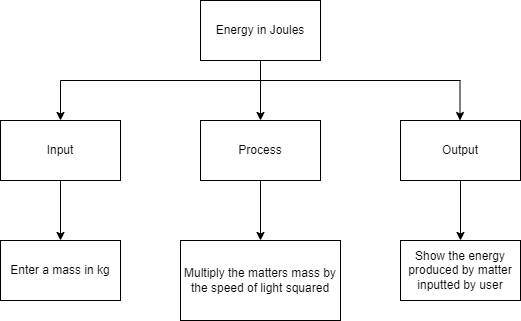 Energy in Joules
Input
Process
Output
Enter a mass in kg
Multiply the matters mass by
the speed of light squared
Show the energy
produced by matter
inputted by user